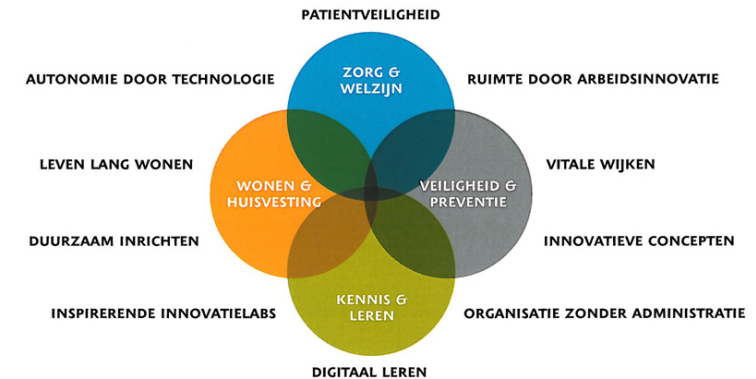 PATIENTVEILIGHEID
AUTONOMIE DOOR TECHNOLOGIE
ZORG &
WELZIJN
RUIMTE DOOR ARBEIDSINNOVATIE
LEVEN LANG WONEN
VITALE WIJKEN
WONEN &
HUISVESTING
VEILIGHEID &
PREVENTIE
DUURZAAM INRICHTEN
INNOVATIEVE CONCEPTEN
KENNIS &
LEREN
INSPIRERENDE INNOVATIELABS
ORGANISATIE ZONDER ADMINISTRATIE
DIGITAAL LEREN